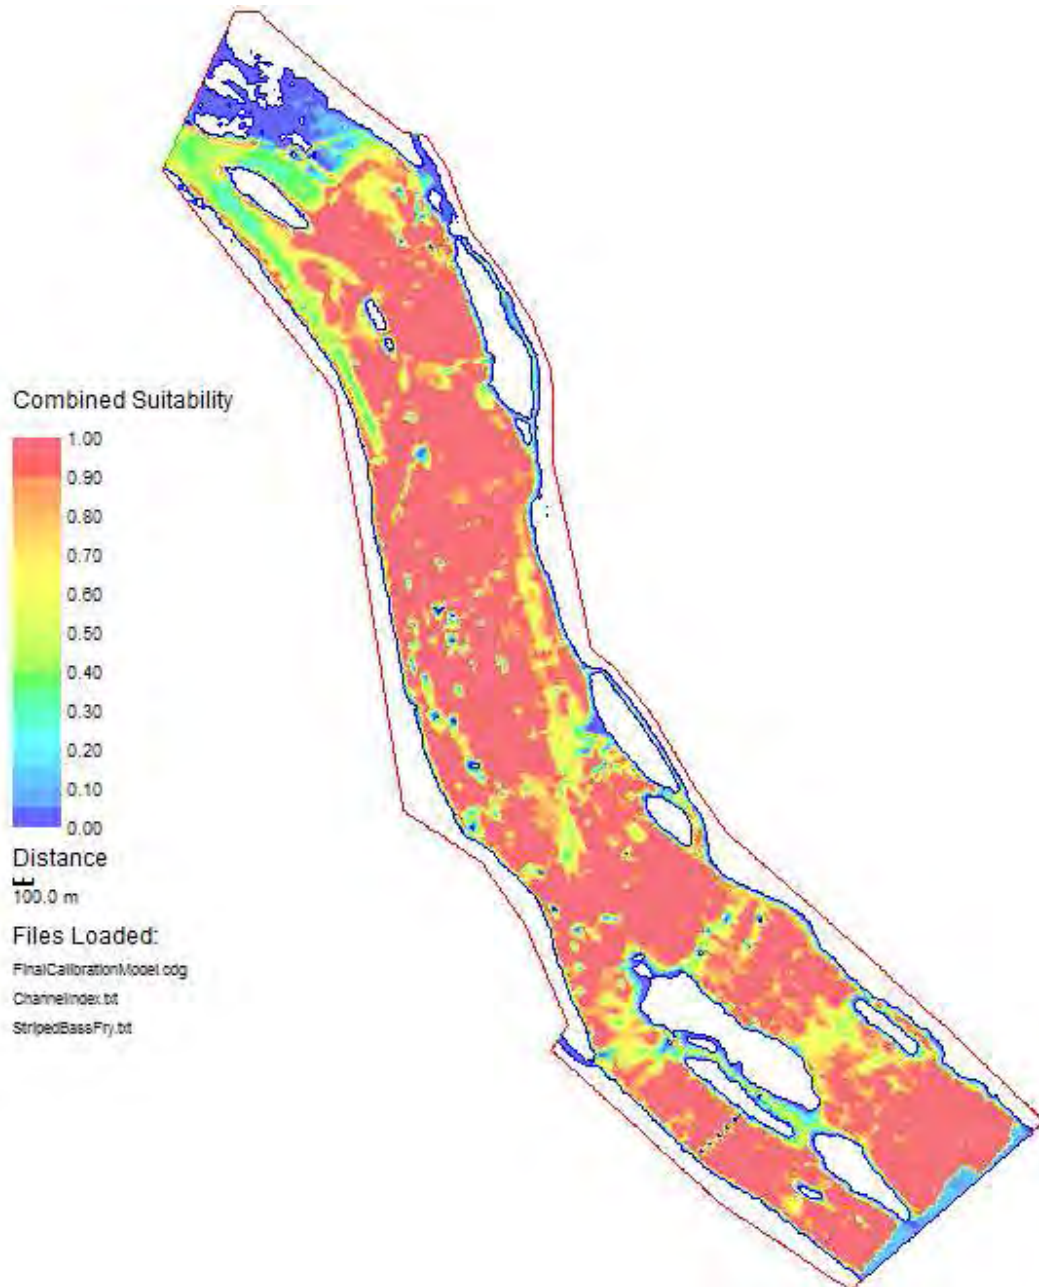 Combined Suitability
1.00
0.90
0.80
0.70
0.60
0.50
0.40
0.30
0.20
0.10
0.00
Distance
100.0 m
Files Loaded:
FinalCalibrationModel.cdg
ChannelIndex.txt
StripedBassFry.txt